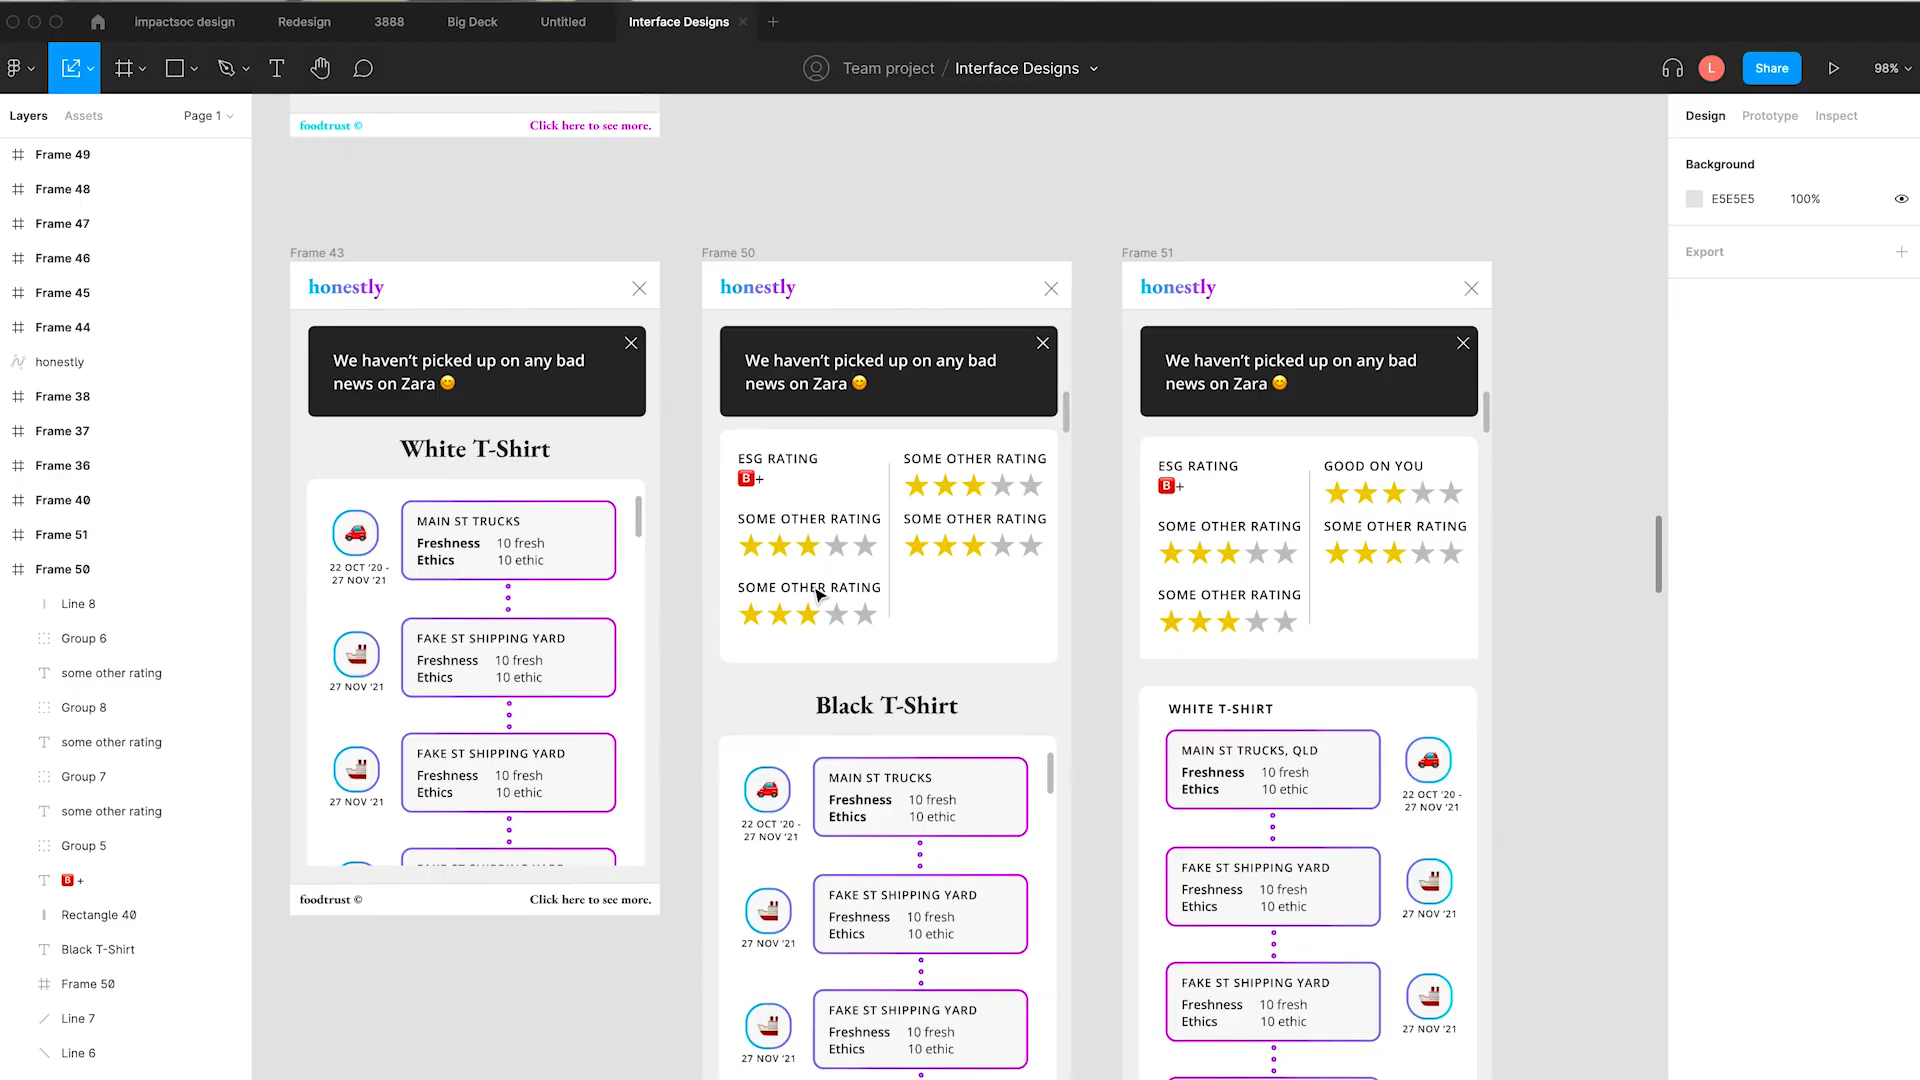 impactsoc design
Redesign
3888
Big Deck
Untitled
Interface Designs
Team project / Interface Designs
L
Share
98%
Layers
Assets
Page 1
Frame 49
Frame 48
Frame 47
Frame 46
Frame 45
Frame 44
honestly
Frame 38
Frame 37
Frame 36
Frame 40
Frame 51
Frame 50
Line 8
Group 6
some other rating
Group 8
some other rating
Group 7
some other rating
Group 5
🅱️+
Rectangle 40
Black T-Shirt
Frame 50
Line 7
Line 6
foodtrust ©
Click here to see more.
Frame 43
honestly
We haven’t picked up on any bad
news on Zara 😊
White T-Shirt
MAIN ST TRUCKS
Freshness 10 fresh
Ethics 10 ethic
22 OCT ’20 -
27 NOV ’21
FAKE ST SHIPPING YARD
Freshness 10 fresh
Ethics 10 ethic
27 NOV ’21
FAKE ST SHIPPING YARD
Freshness 10 fresh
Ethics 10 ethic
27 NOV ’21
foodtrust ©
Click here to see more.
Frame 50
honestly
We haven’t picked up on any bad
news on Zara 😊
ESG RATING
🅱️+
SOME OTHER RATING
SOME OTHER RATING
SOME OTHER RATING
SOME OTHER RATING
Black T-Shirt
MAIN ST TRUCKS
Freshness 10 fresh
Ethics 10 ethic
22 OCT ’20 -
27 NOV ’21
FAKE ST SHIPPING YARD
Freshness 10 fresh
Ethics 10 ethic
27 NOV ’21
FAKE ST SHIPPING YARD
Freshness 10 fresh
Ethics 10 ethic
27 NOV ’21
Frame 51
honestly
We haven’t picked up on any bad
news on Zara 😊
ESG RATING
🅱️+
GOOD ON YOU
SOME OTHER RATING
SOME OTHER RATING
SOME OTHER RATING
WHITE T-SHIRT
MAIN ST TRUCKS, QLD
Freshness 10 fresh
Ethics 10 ethic
22 OCT ’20 -
27 NOV ’21
FAKE ST SHIPPING YARD
Freshness 10 fresh
Ethics 10 ethic
27 NOV ’21
FAKE ST SHIPPING YARD
Freshness 10 fresh
Ethics 10 ethic
27 NOV ’21
Design
Prototype
Inspect
Background
E5E5E5
100%
Export